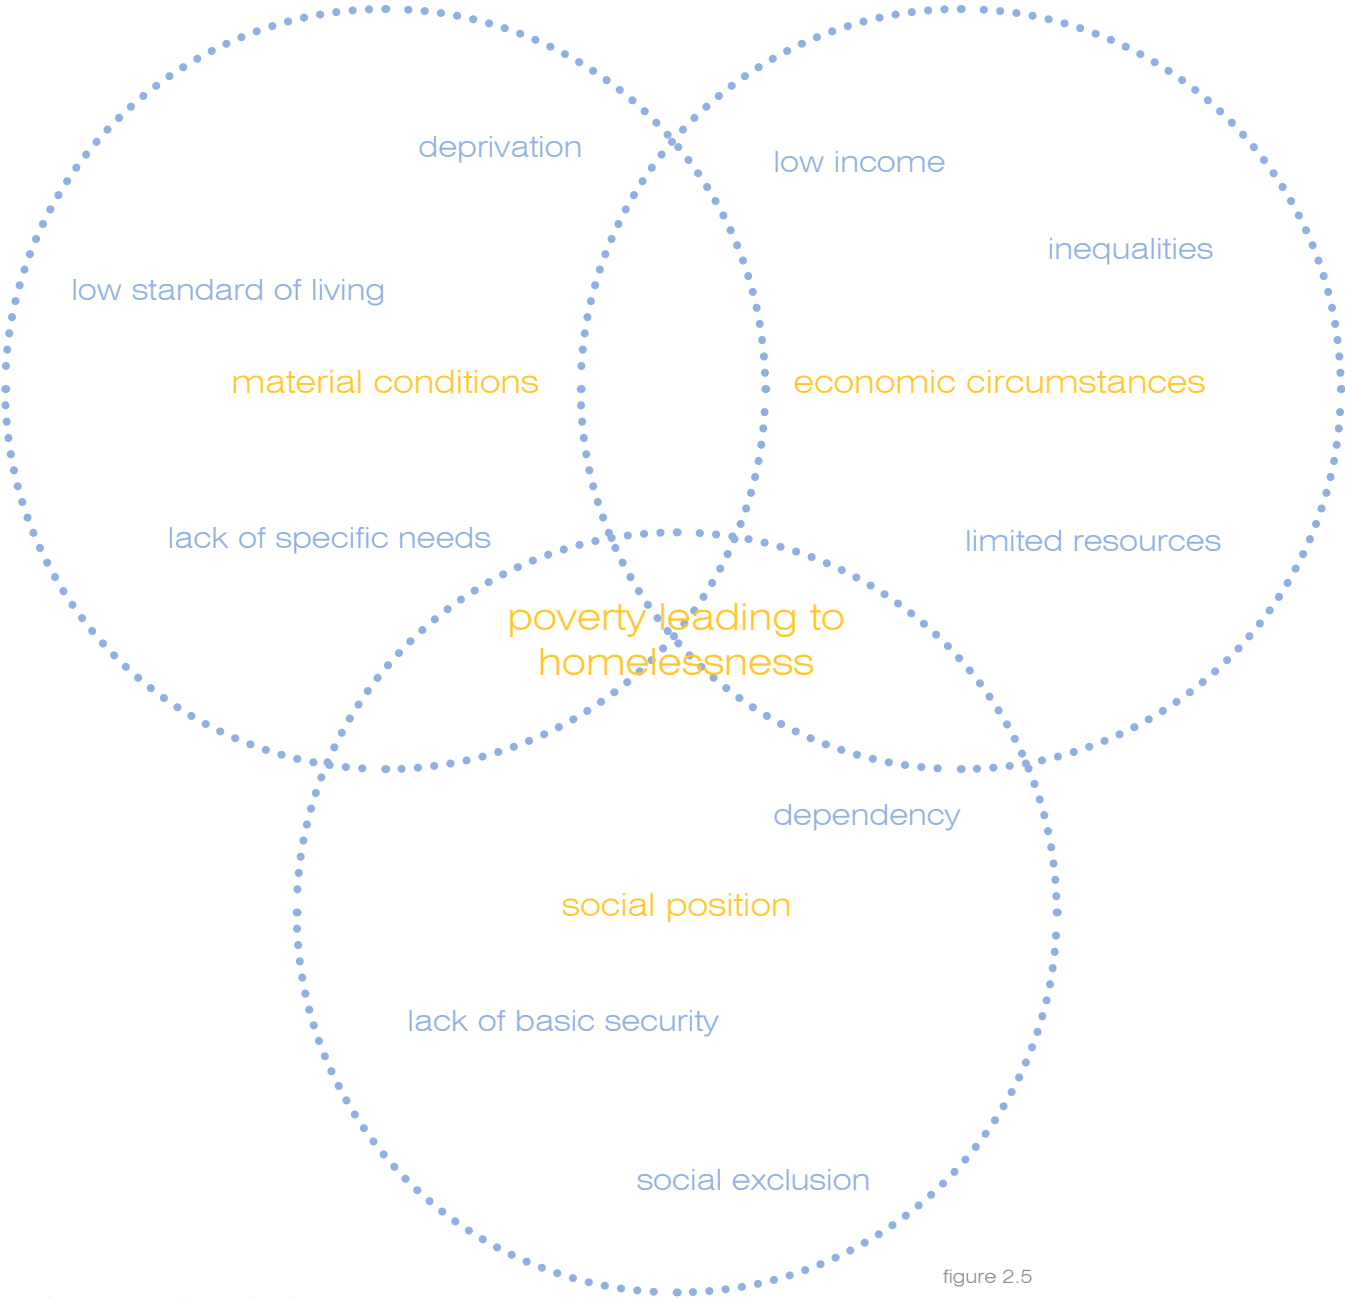 deprivation
low income
inequalities
low standard of living
material conditions
economic circumstances
lack of specific needs
limited resources
poverty leading to
homelessness
dependency
social position
lack of basic security
social exclusion
figure 2.5